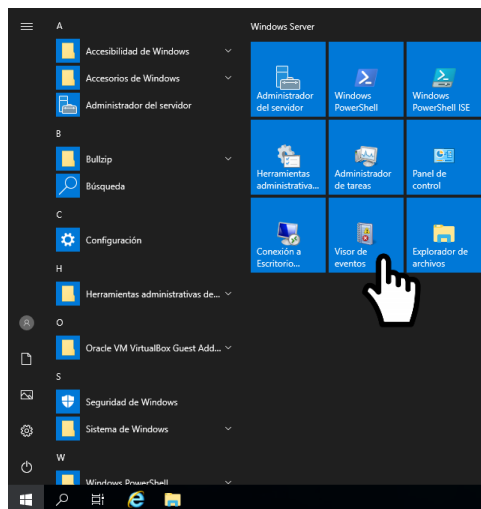 A
Accesibilidad de Windows
Accesorios de Windows
Administrador del servidor
B
Bullzip
Búsqueda
C
Configuración
H
Herramientas administrativas de...
O
Oracle VM VirtualBox Guest Add...
S
Seguridad de Windows
Sistema de Windows
W
Windows PowerShell
Windows Server
Administrador
del servidor
Windows
PowerShell
Windows
PowerShell ISE
Herramientas
administrativa...
Administrador
de tareas
Panel de
control
Conexión a
Escritorio...
Visor de
eventos
Explorador de
archivos